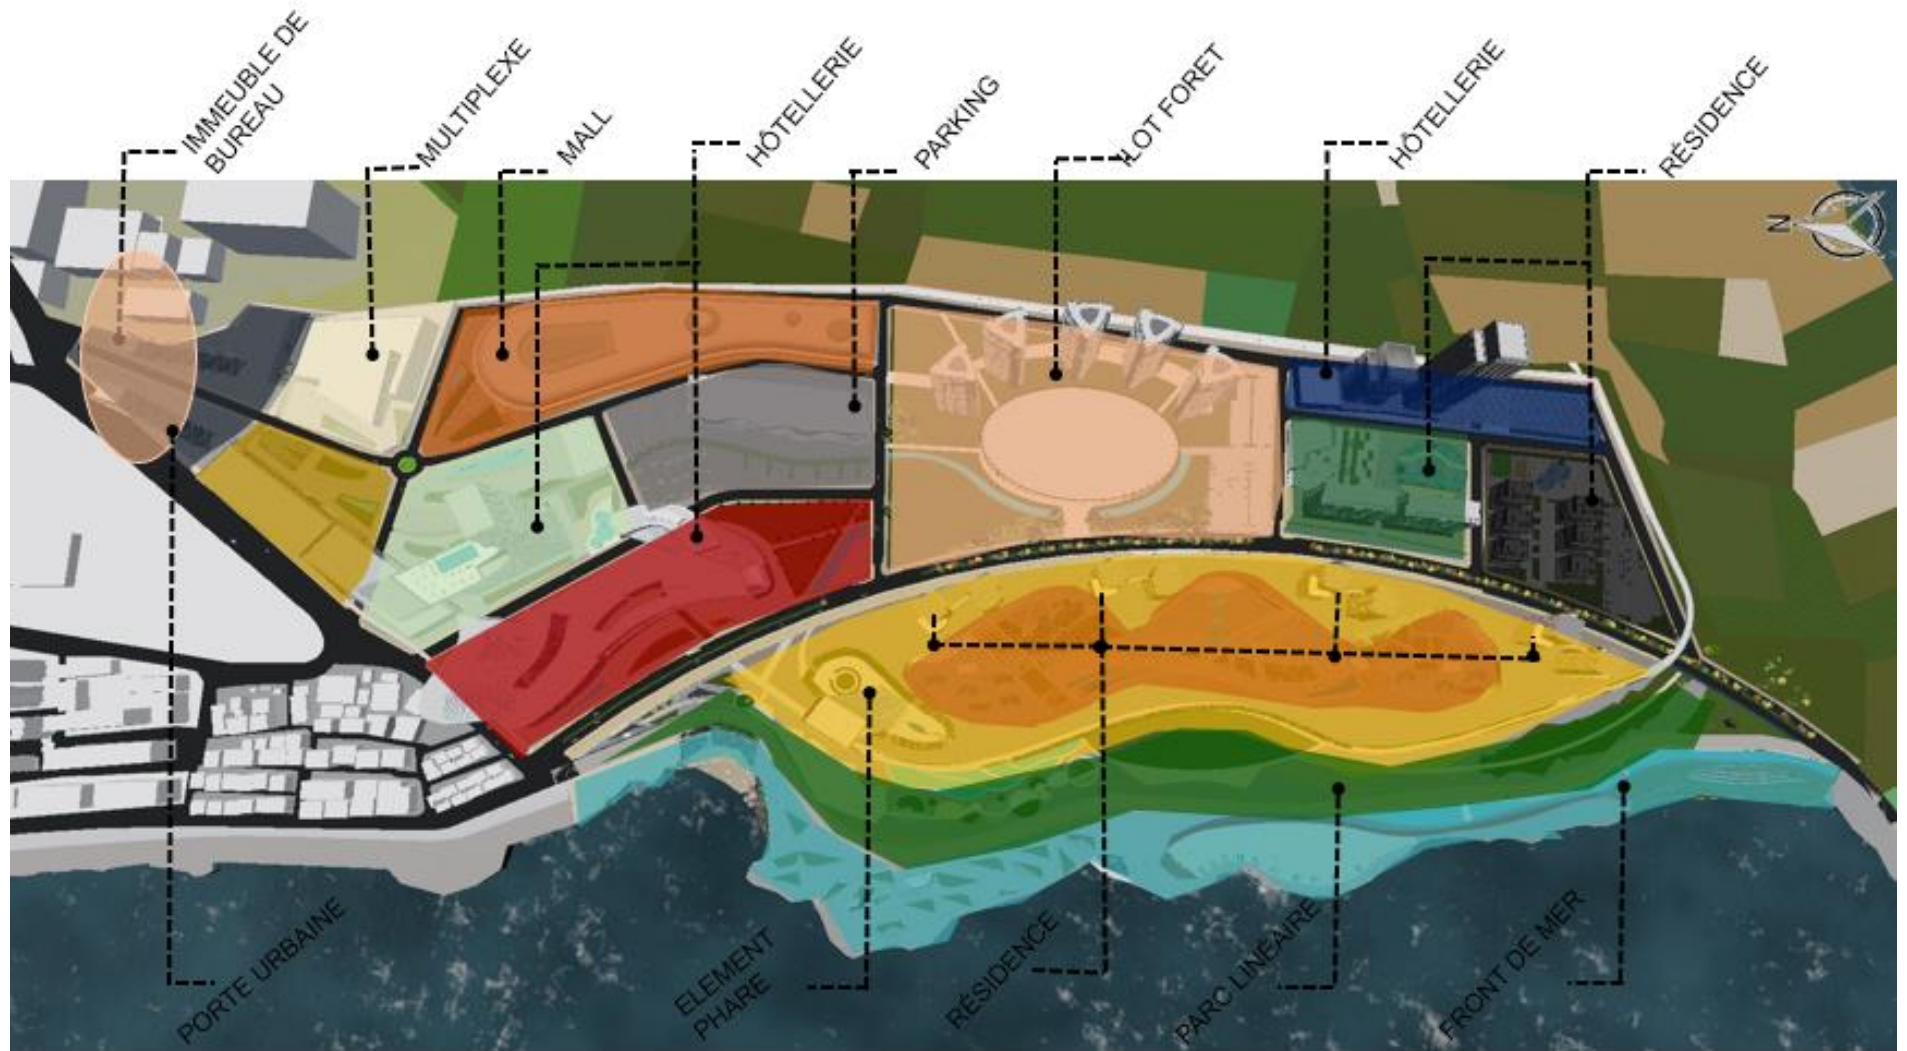 IMMEUBLE DE
BUREAU
MULTIPLEXE
MALL
HÔTELLERIE
PARKING
ILOT FORET
HÔTELLERIE
RÉSIDENCE
N
PORTE URBAINE
ELEMENT
PHARE
RÉSIDENCE
PARC LINÉAIRE
FRONT DE MER